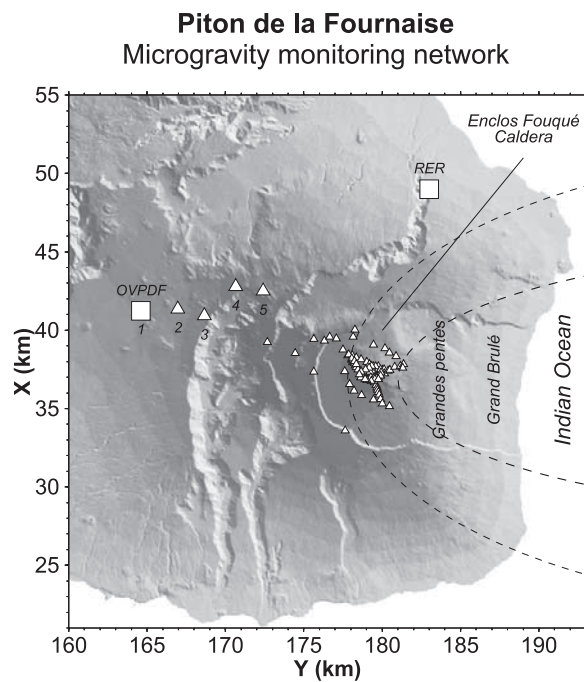 Piton de la Fournaise
Microgravity monitoring network
55
50
45
40
35
30
25
X (km)
Enclos Fouqué
Caldera
RER
OVPDF
1
2
3
4
5
Grandes pentes
Grand Brulé
Indian Ocean
160
165
170
175
180
185
190
Y (km)